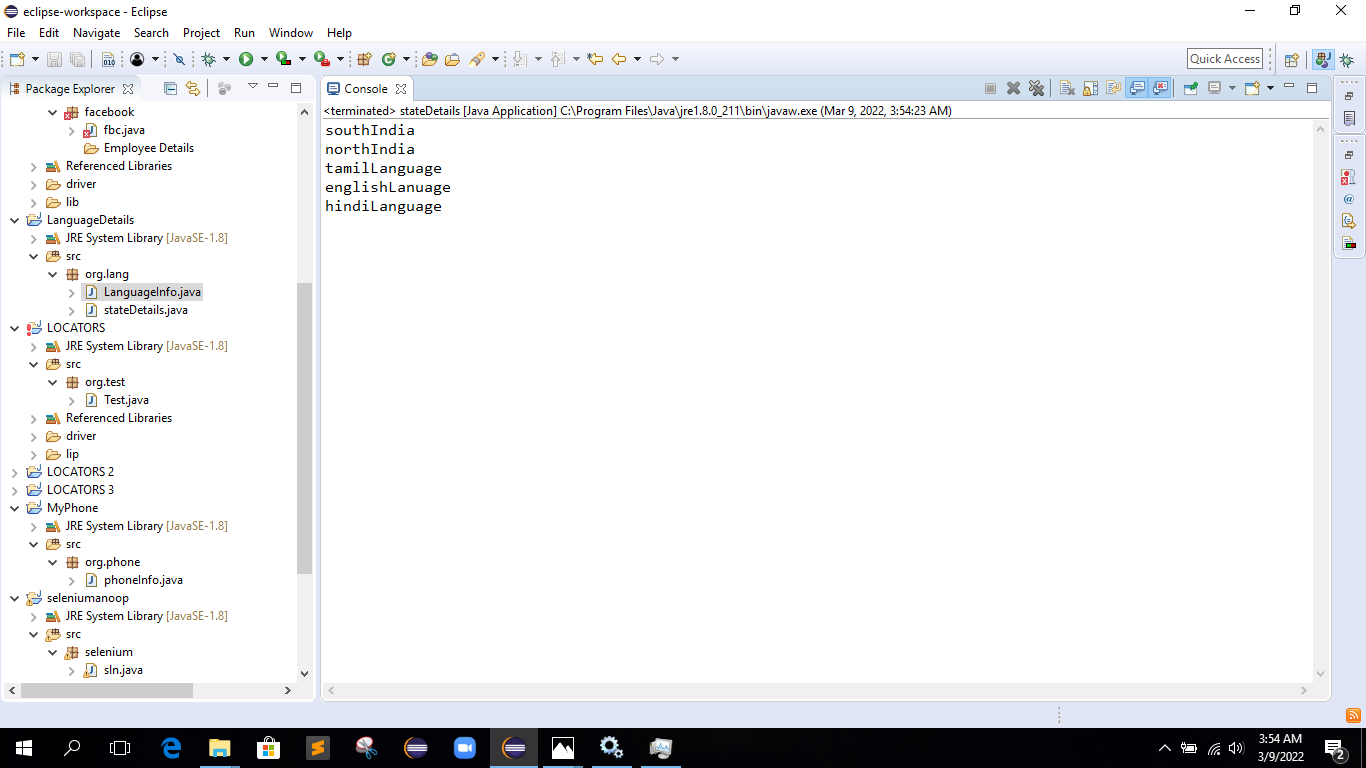 eclipse-workspace - Eclipse
File Edit Navigate Search Project Run Window Help
Quick Access
Package Explorer
Console
<terminated> stateDetails [Java Application] C:\Program Files\Java\jre1.8.0_211\bin\javaw.exe (Mar 9, 2022, 3:54:23 AM)
southIndia
northIndia
tamilLanguage
englishLanuage
hindiLanguage
facebook
fbc.java
Employee Details
Referenced Libraries
driver
lib
LanguageDetails
JRE System Library [JavaSE-1.8]
src
org.lang
LanguageInfo.java
stateDetails.java
LOCATORS
JRE System Library [JavaSE-1.8]
src
org.test
Test.java
Referenced Libraries
driver
lip
LOCATORS 2
LOCATORS 3
MyPhone
JRE System Library [JavaSE-1.8]
src
org.phone
phoneInfo.java
seleniumanoop
JRE System Library [JavaSE-1.8]
src
selenium
sln.java
3:54 AM
3/9/2022
2